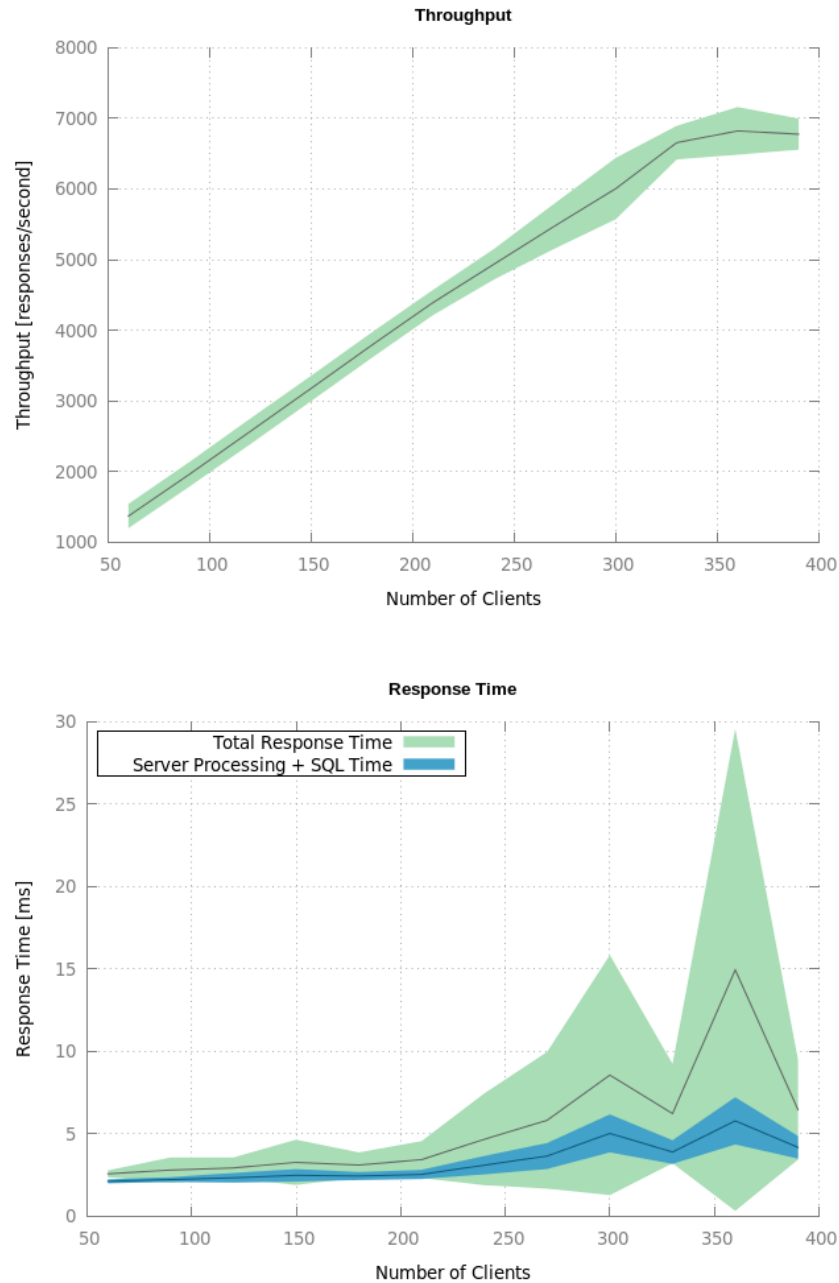 Throughput
8000
7000
6000
5000
4000
3000
2000
1000
Throughput [responses/second]
50 100 150 200 250 300 350 400
Number of Clients
Response Time
30
25
20
15
10
5
0
Response Time [ms]
Total Response Time
Server Processing + SQL Time
50 100 150 200 250 300 350 400
Number of Clients